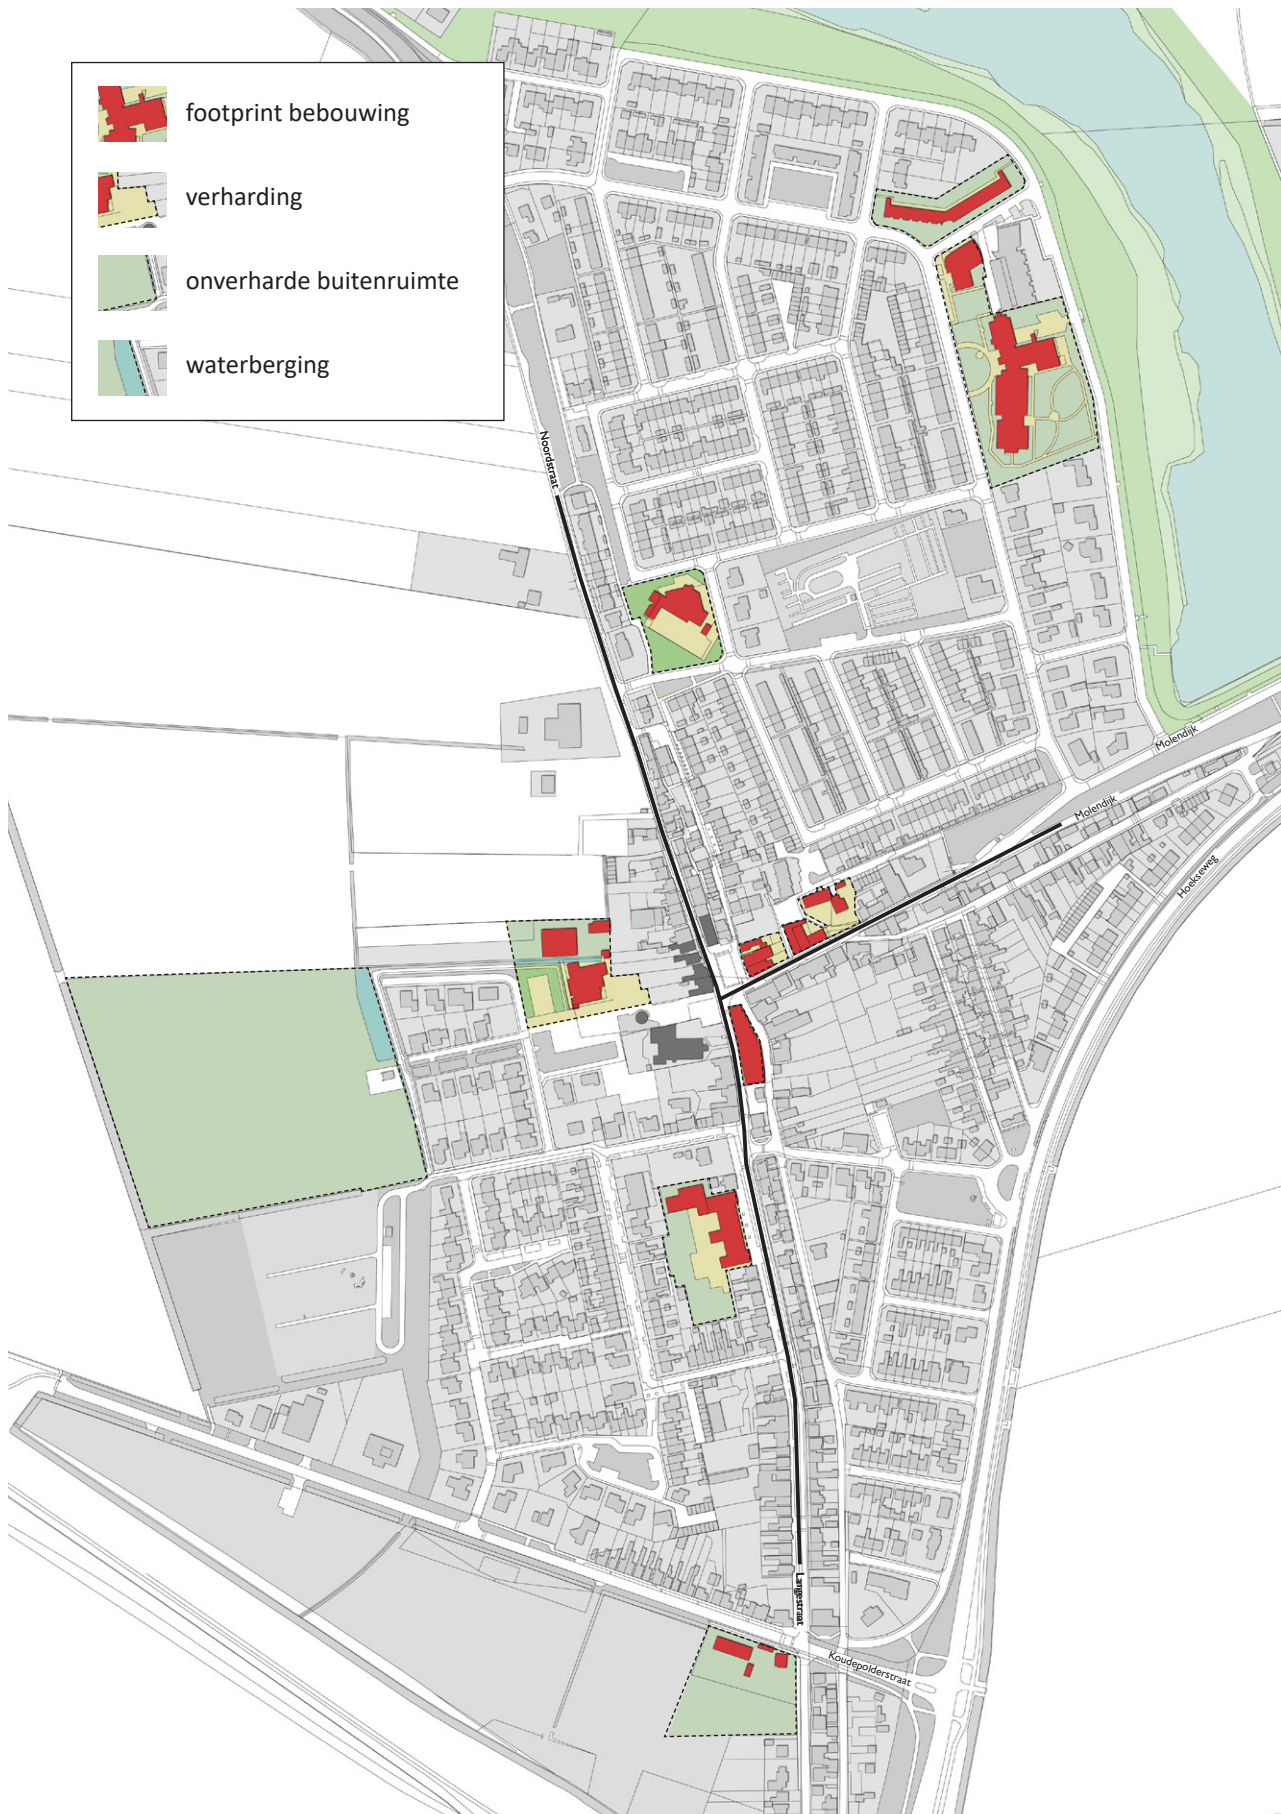 footprint bebouwing
verharding
onverharde buitenruimte
waterberging
Noordstraat
Molendijk
Molendijk
Hoekseweg
Langestraat
Koudepolderstraat